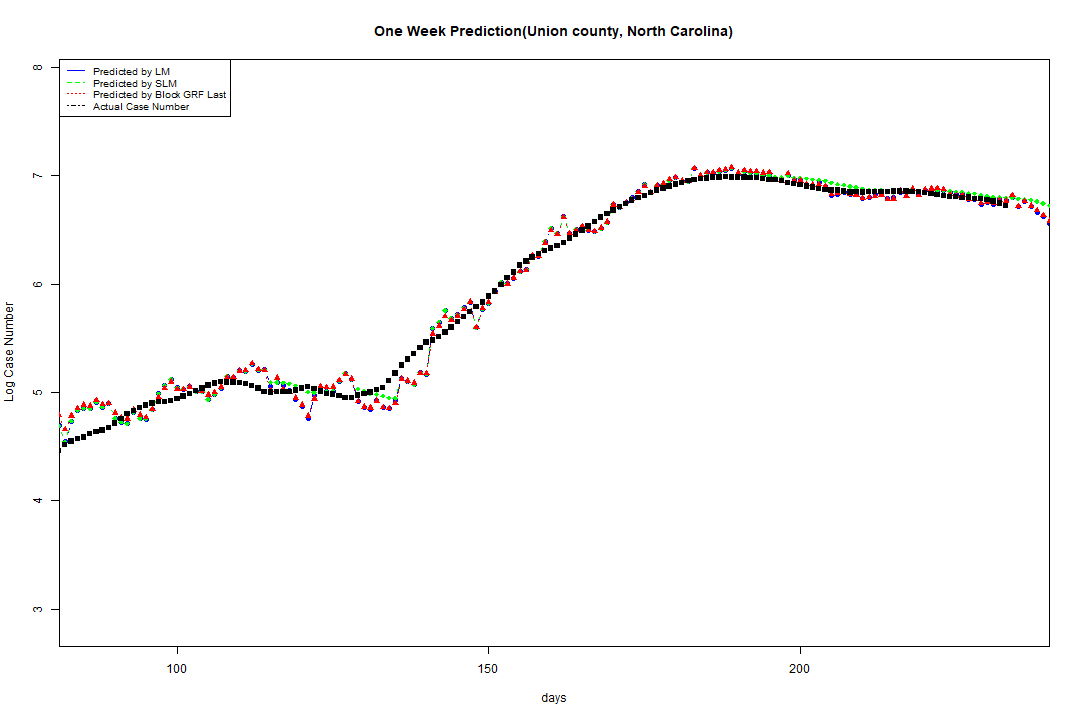 One Week Prediction(Union county, North Carolina)
Predicted by LM
Predicted by SLM
Predicted by Block GRF Last
Actual Case Number
8
7
6
5
4
3
Log Case Number
100 150 200
days